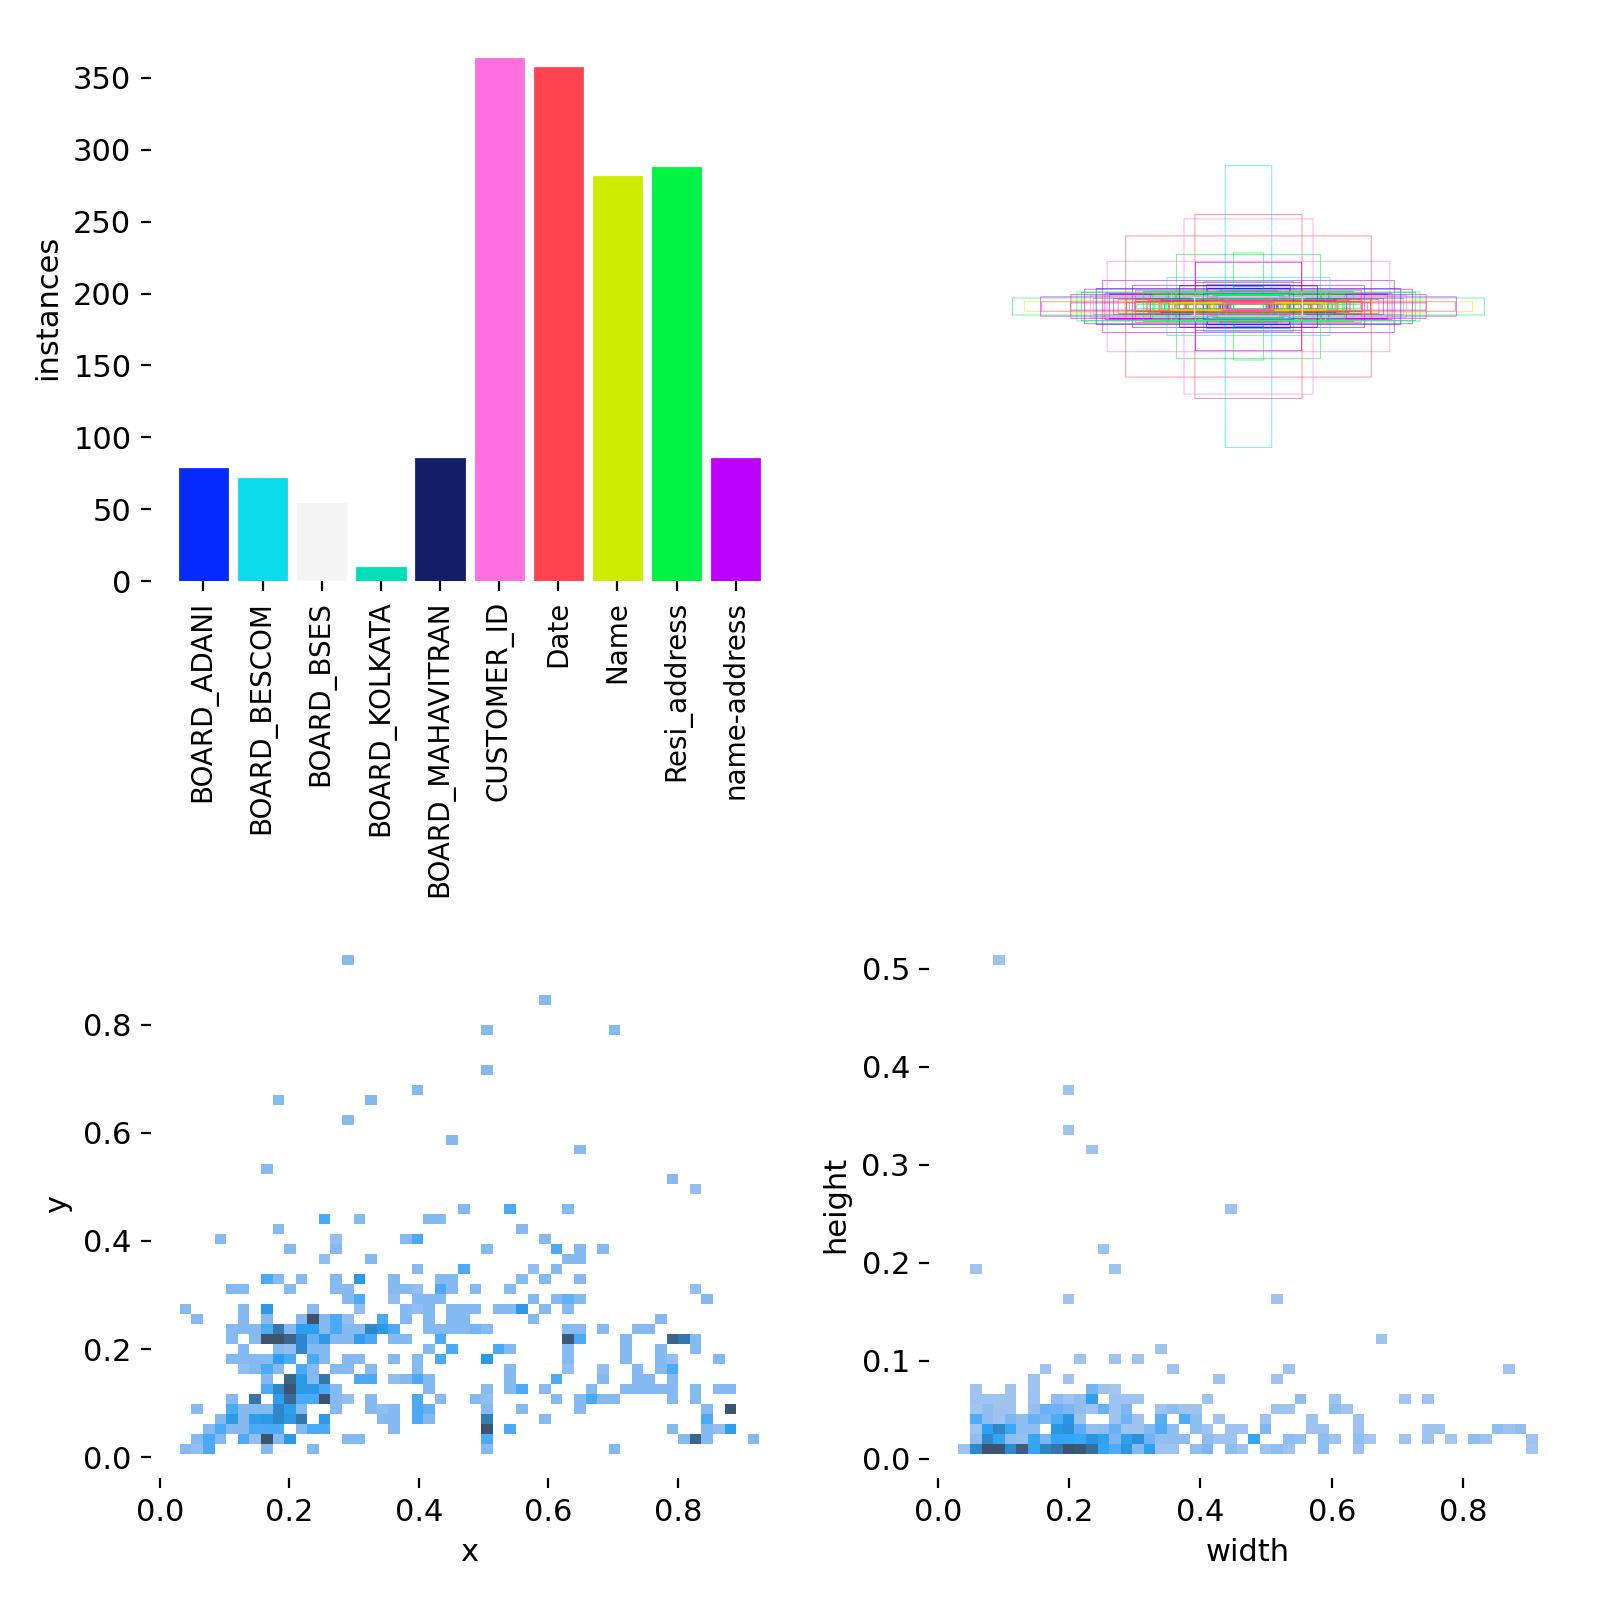 350
300
250
200
150
100
50
0
instances
BOARD_ADANI
BOARD_BESCOM
BOARD_BSES
BOARD_KOLKATA
BOARD_MAHAVITRAN
CUSTOMER_ID
Date
Name
Resi_address
name-address
0.8
0.6
0.4
0.2
0.0
y
0.0 0.2 0.4 0.6 0.8
x
0.5
0.4
0.3
0.2
0.1
0.0
height
0.0 0.2 0.4 0.6 0.8
width